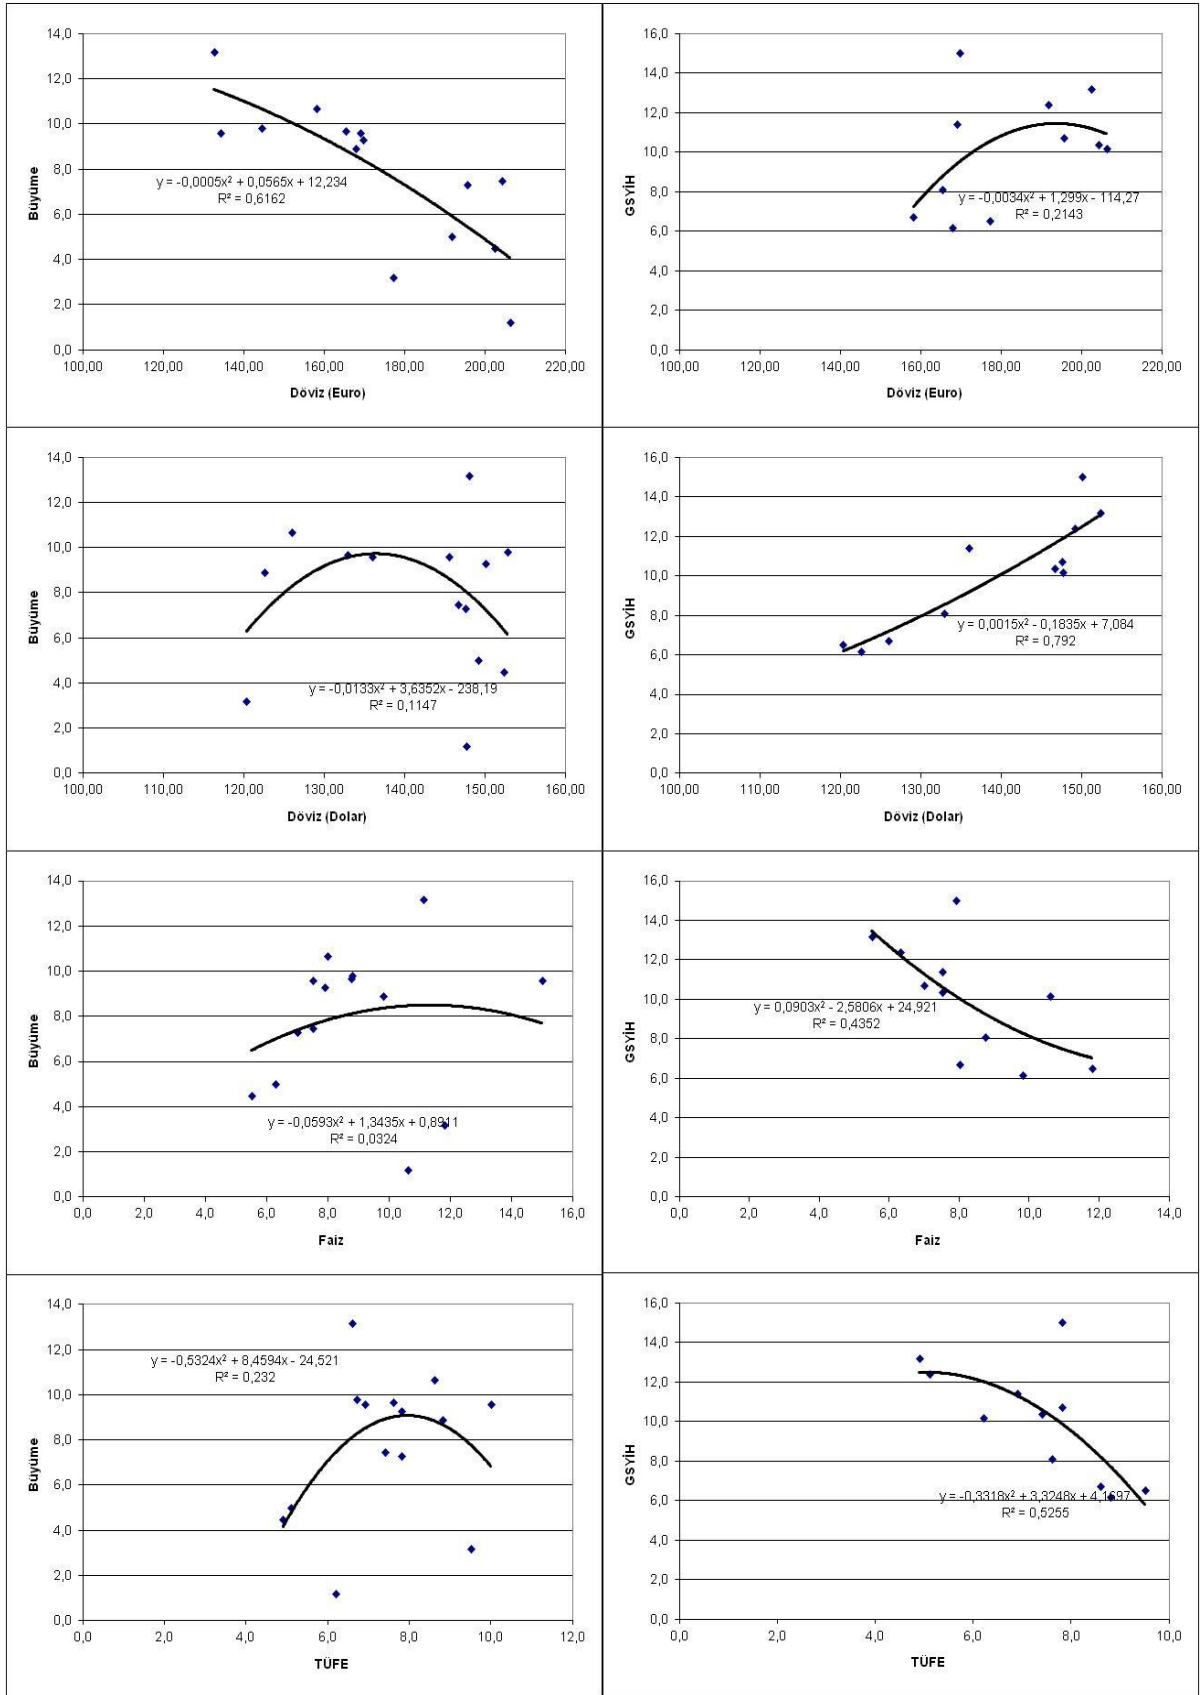 14,0
12,0
10,0
8,0
6,0
4,0
2,0
0,0
Büyüme
y = -0,0005x² + 0,0565x + 12,234
R² = 0,6162
100,00 120,00 140,00 160,00 180,00 200,00 220,00
Döviz (Euro)
16,0
14,0
12,0
10,0
8,0
6,0
4,0
2,0
0,0
GSYİH
y = -0,0034x² + 1,299x - 114,27
R² = 0,2143
100,00 120,00 140,00 160,00 180,00 200,00 220,00
Döviz (Euro)
14,0
12,0
10,0
8,0
6,0
4,0
2,0
0,0
Büyüme
y = -0,0133x² + 3,6352x - 238,19
R² = 0,1147
100,00 110,00 120,00 130,00 140,00 150,00 160,00
Döviz (Dolar)
16,0
14,0
12,0
10,0
8,0
6,0
4,0
2,0
0,0
GSYİH
y = 0,0015x² - 0,1835x + 7,084
R² = 0,792
100,00 110,00 120,00 130,00 140,00 150,00 160,00
Döviz (Dolar)
14,0
12,0
10,0
8,0
6,0
4,0
2,0
0,0
Büyüme
y = -0,0593x² + 1,3435x + 0,8911
R² = 0,0324
0,0 2,0 4,0 6,0 8,0 10,0 12,0 14,0 16,0
Faiz
16,0
14,0
12,0
10,0
8,0
6,0
4,0
2,0
0,0
GSYİH
y = 0,0903x² - 2,5806x + 24,921
R² = 0,4352
0,0 2,0 4,0 6,0 8,0 10,0 12,0 14,0
Faiz
14,0
12,0
10,0
8,0
6,0
4,0
2,0
0,0
Büyüme
y = -0,5324x² + 8,4594x - 24,521
R² = 0,232
0,0 2,0 4,0 6,0 8,0 10,0 12,0
TÜFE
16,0
14,0
12,0
10,0
8,0
6,0
4,0
2,0
0,0
GSYİH
y = -0,3318x² + 3,3248x +
R² = 0,5255
0,0 2,0 4,0 6,0 8,0 10,0
TÜFE